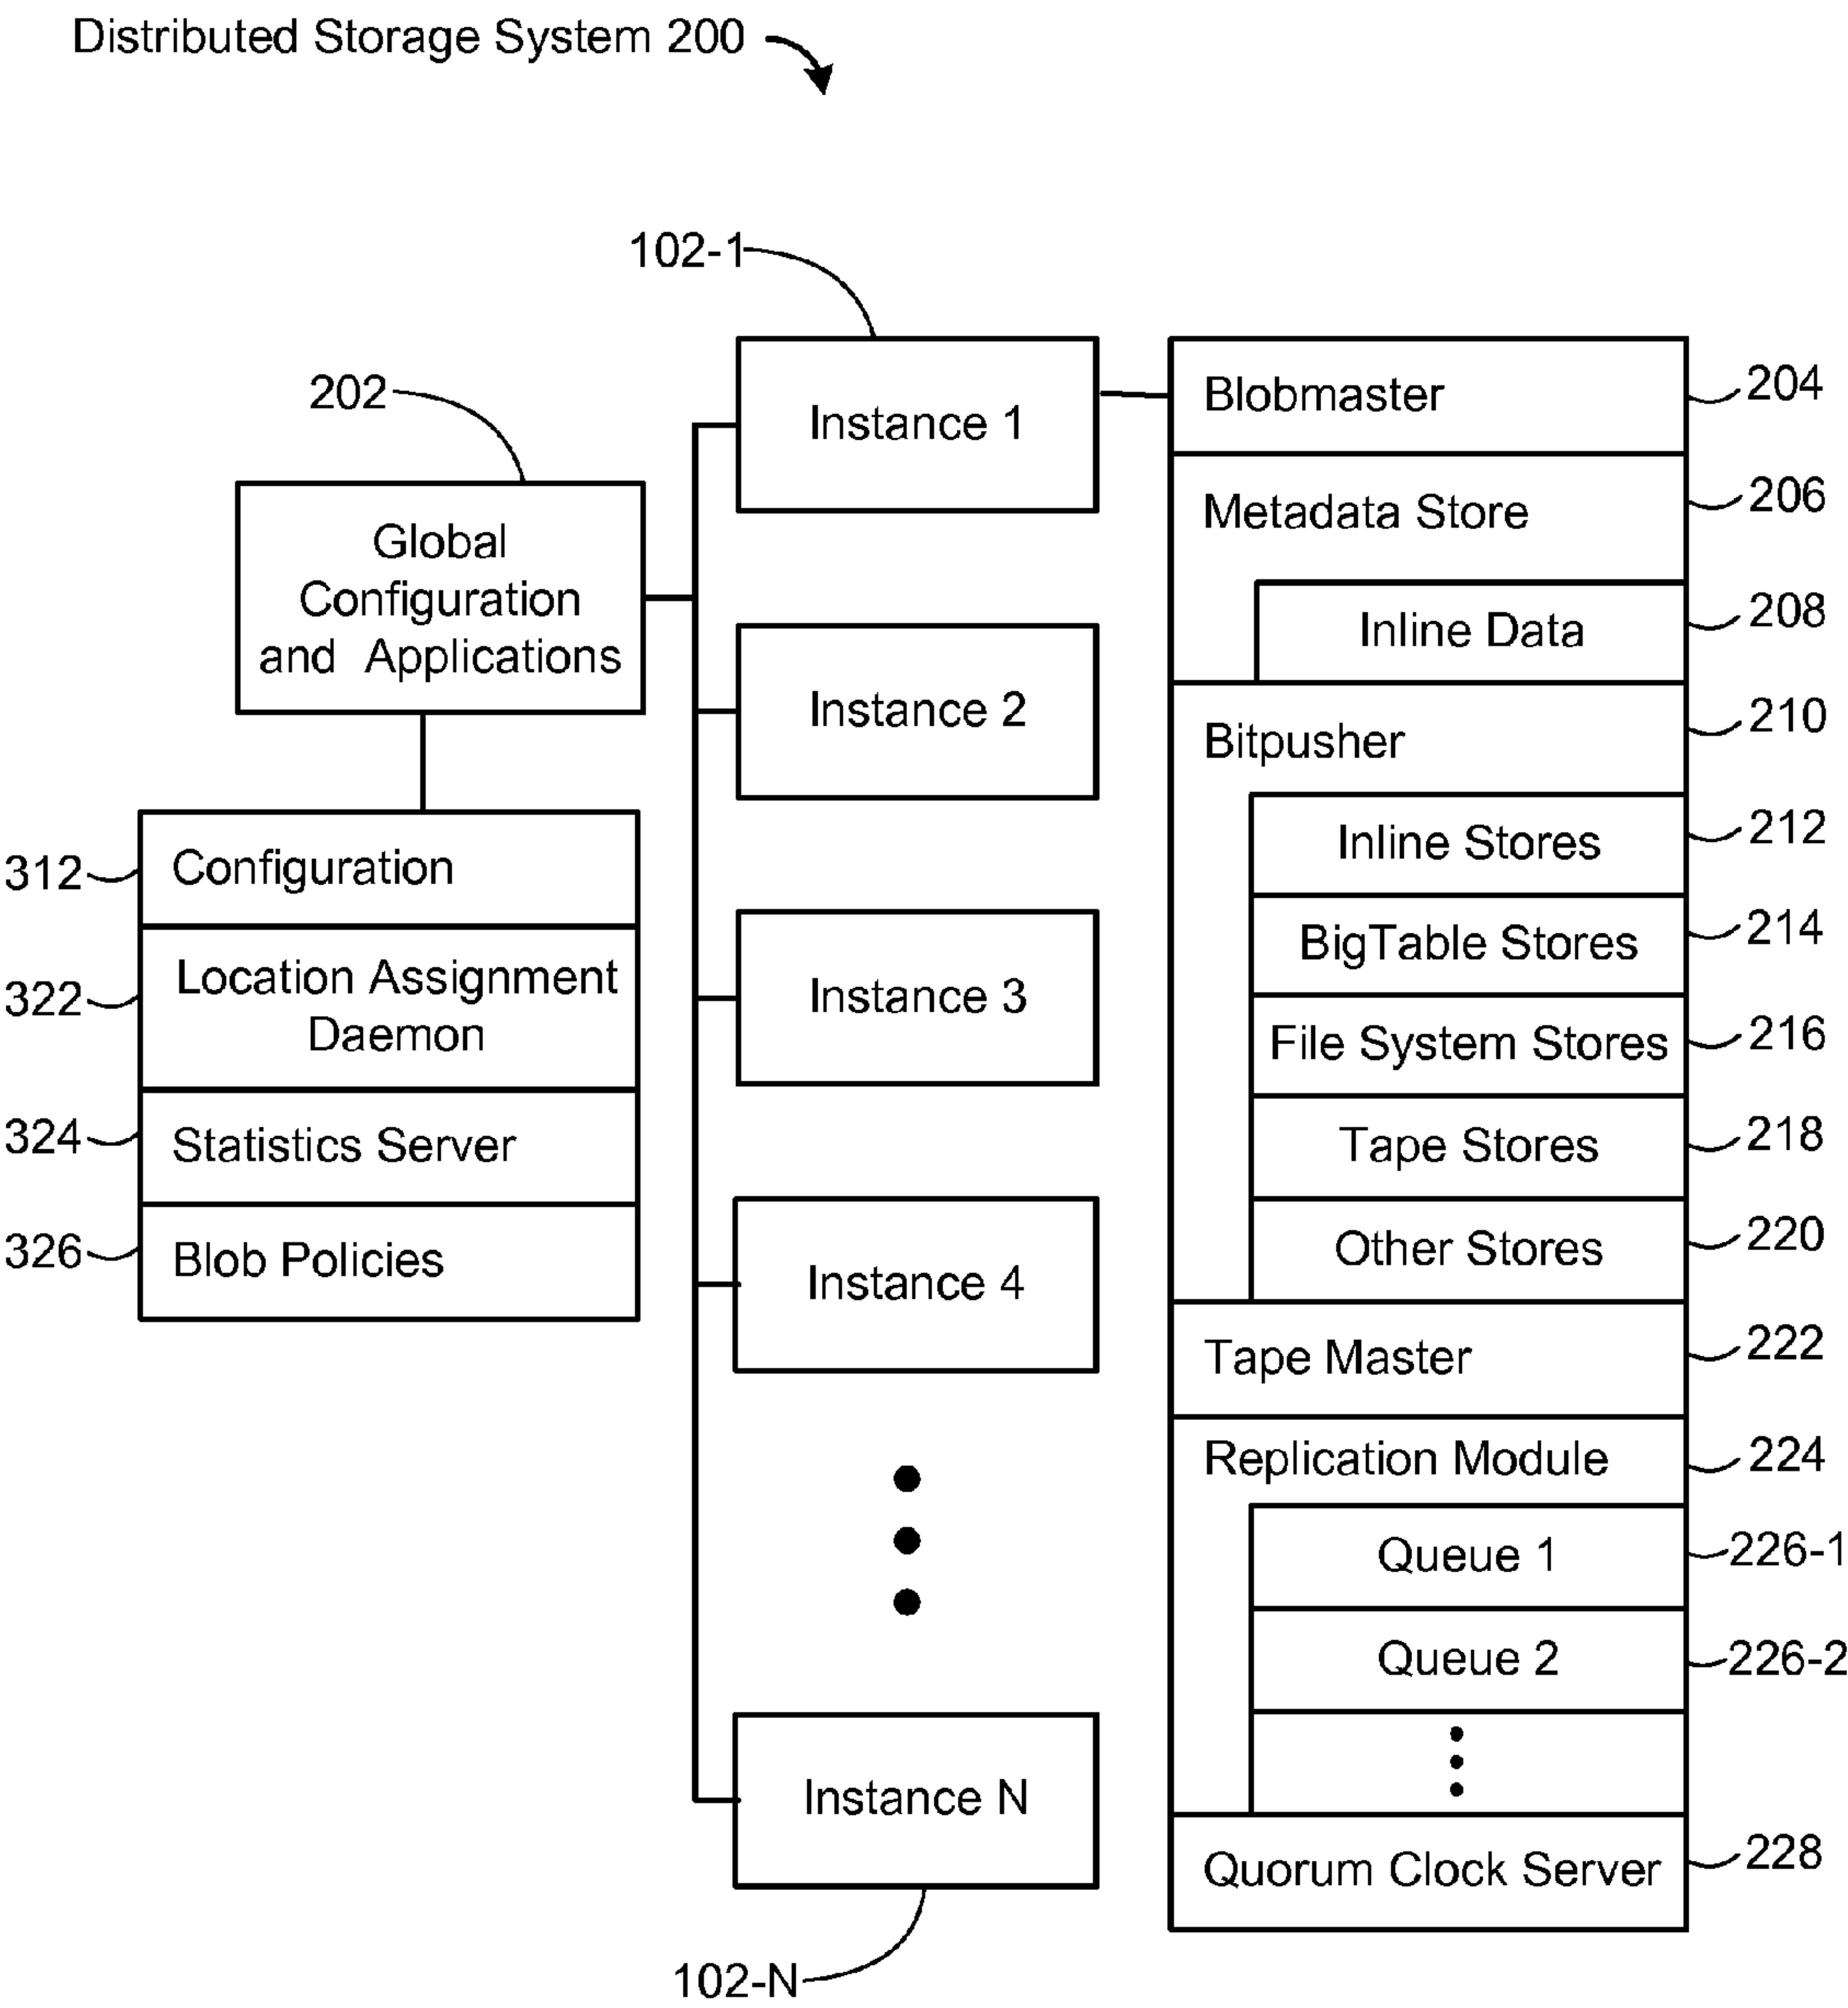 Distributed Storage System 200
102-1
202
Global
Configuration
and Applications
312
Configuration
322
Location Assignment
Daemon
324
Statistics Server
326
Blob Policies
Instance 1
Instance 2
Instance 3
Instance 4
Instance N
102-N
Blobmaster
204
Metadata Store
206
Inline Data
208
Bitpusher
210
Inline Stores
212
BigTable Stores
214
File System Stores
216
Tape Stores
218
Other Stores
220
Tape Master
222
Replication Module
224
Queue 1
226-1
Queue 2
226-2
Quorum Clock Server
228